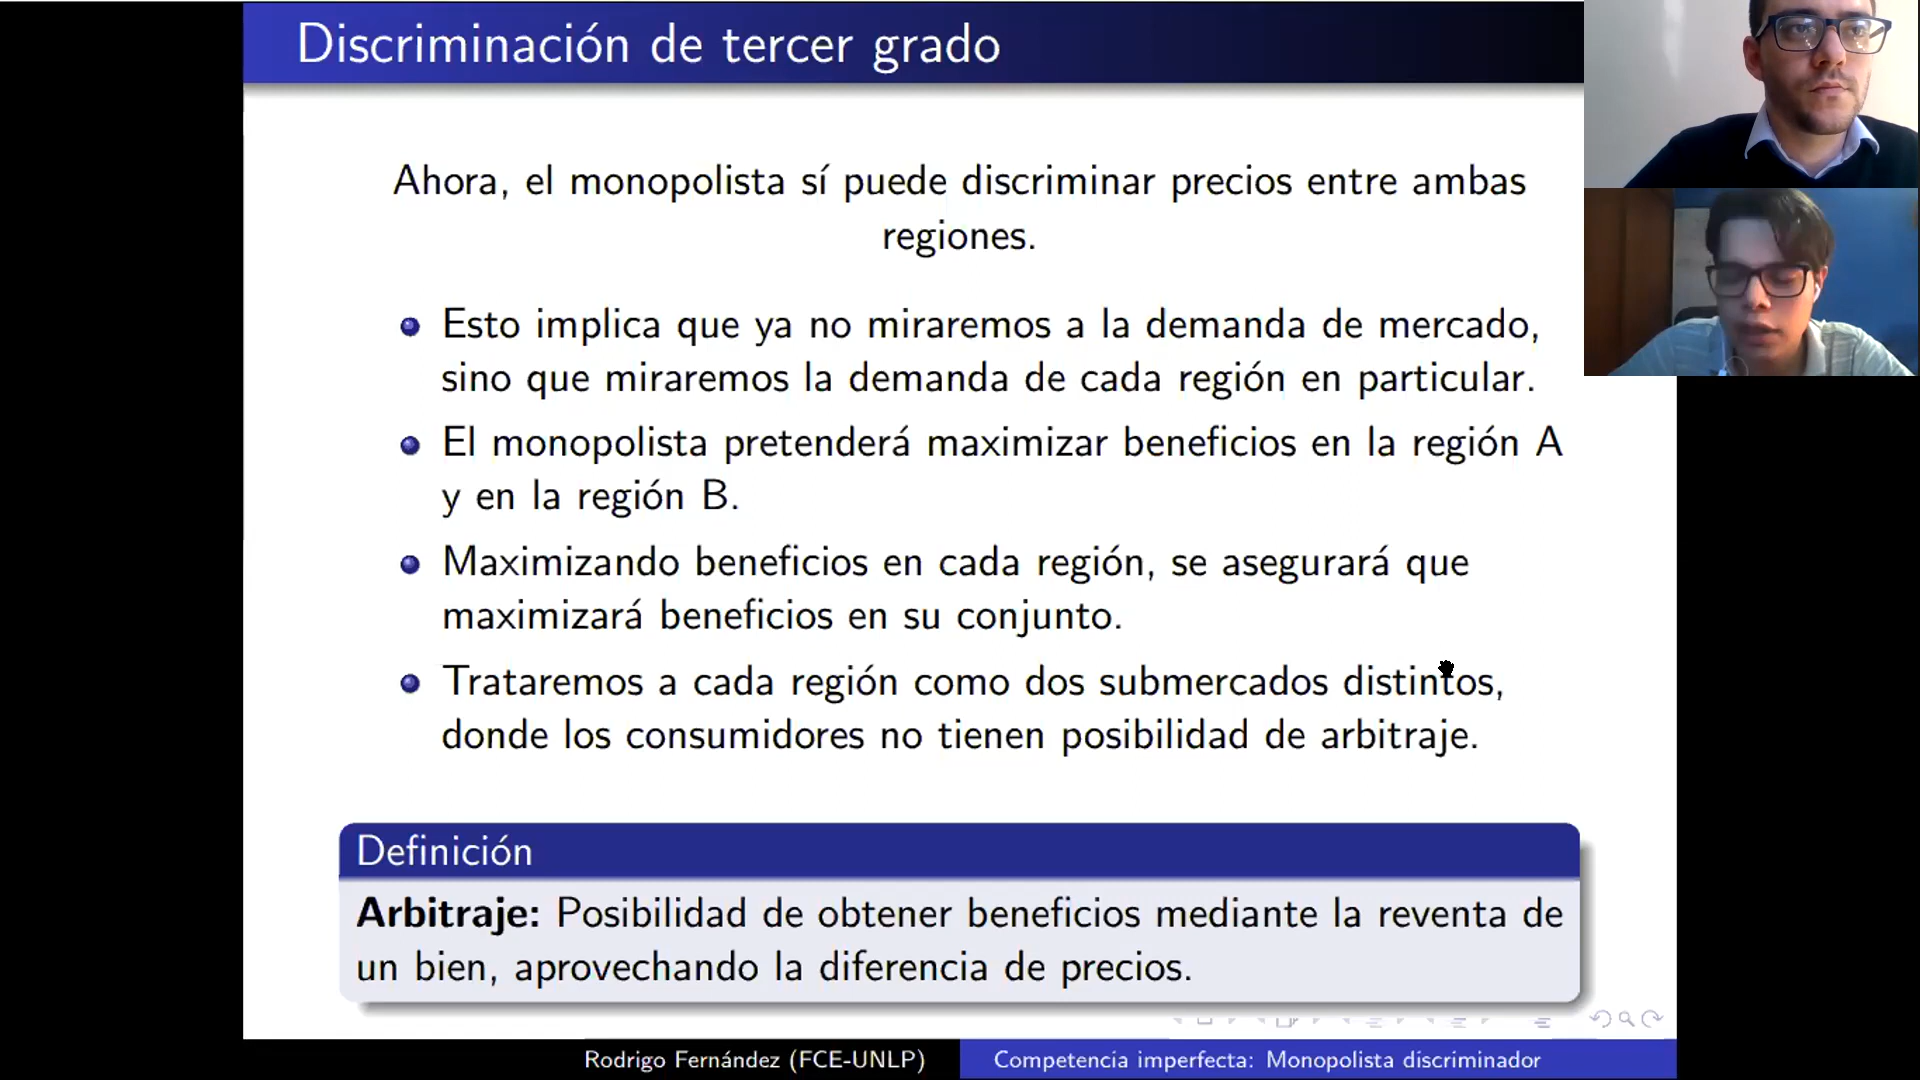 Discriminación de tercer grado
Ahora, el monopolista sí puede discriminar precios entre ambas
regiones.
Esto implica que ya no miraremos a la demanda de mercado,
sino que miraremos la demanda de cada región en particular.
El monopolista pretenderá maximizar beneficios en la región A
y en la región B.
Maximizando beneficios en cada región, se asegurará que
maximizará beneficios en su conjunto.
Trataremos a cada región como dos submercados distintos,
donde los consumidores no tienen posibilidad de arbitraje.
Definición
Arbitraje: Posibilidad de obtener beneficios mediante la reventa de
un bien, aprovechando la diferencia de precios.
Rodrigo Fernández (FCE-UNLP)
Competencia imperfecta: Monopolista discriminador